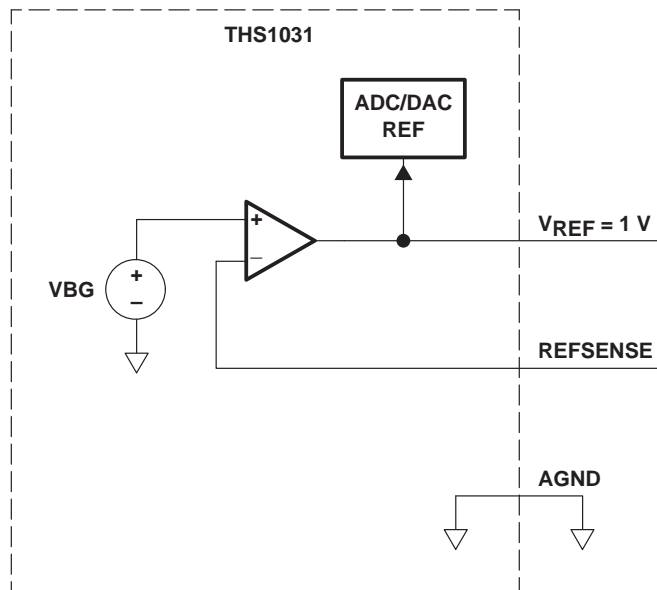 THS1031
ADC/DAC
REF
+
−
VREF = 1 V
VBG
+
−
REFSENSE
AGND